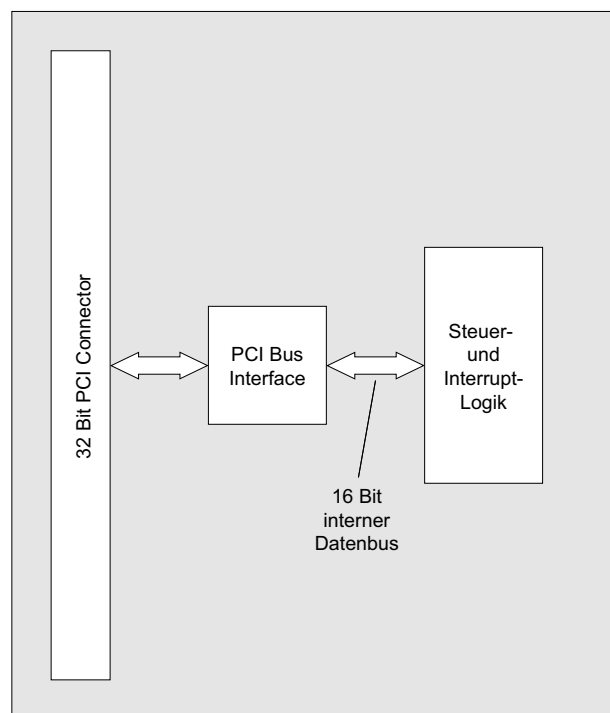 32 Bit PCI Connector
PCI Bus
Interface
Steuer-
und
Interrupt-
Logik
16 Bit
interner
Datenbus